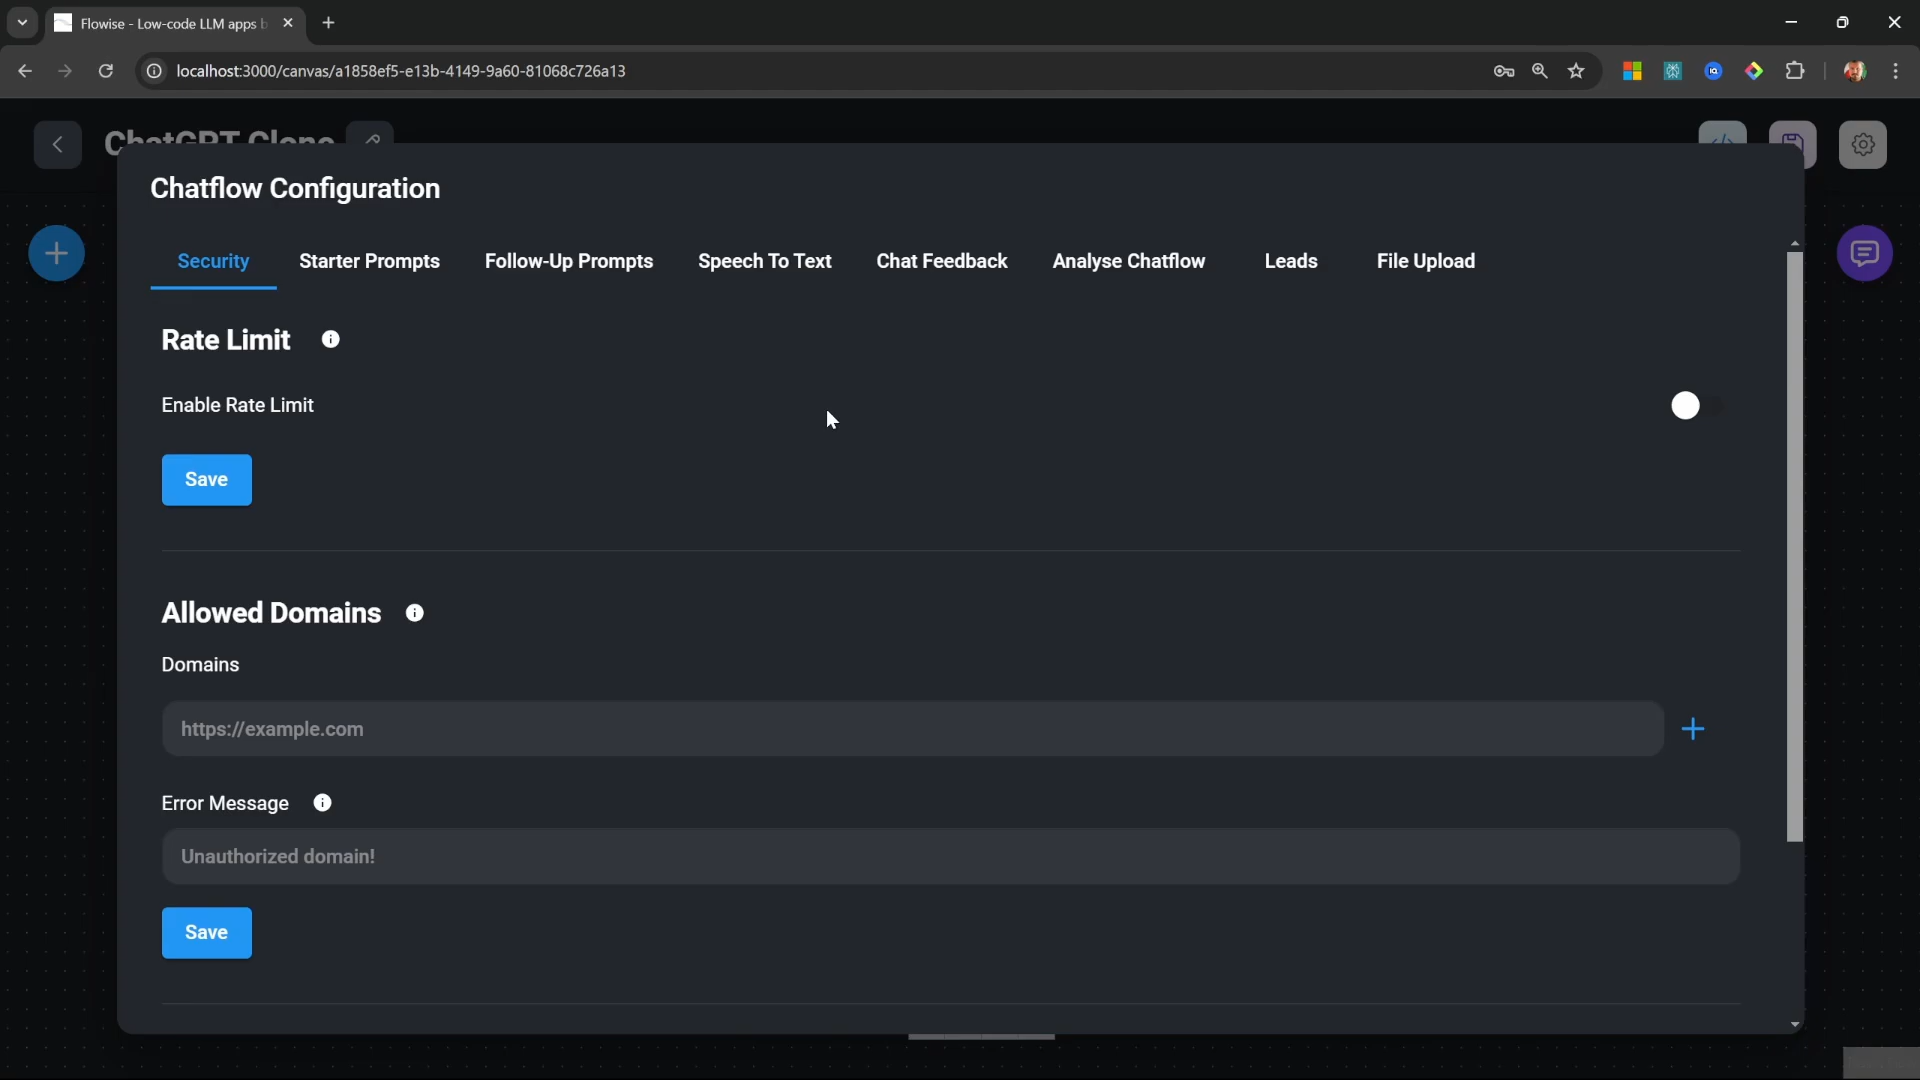 Flowise - Low-code LLM apps b
localhost:3000/canvas/a1858ef5-e13b-4149-9a60-81068c726a13
ChatGPT Clone
Chatflow Configuration
Security Starter Prompts Follow-Up Prompts Speech To Text Chat Feedback Analyse Chatflow Leads File Upload
Rate Limit
Enable Rate Limit
Save
Allowed Domains
Domains
https://example.com
Error Message
Unauthorized domain!
Save